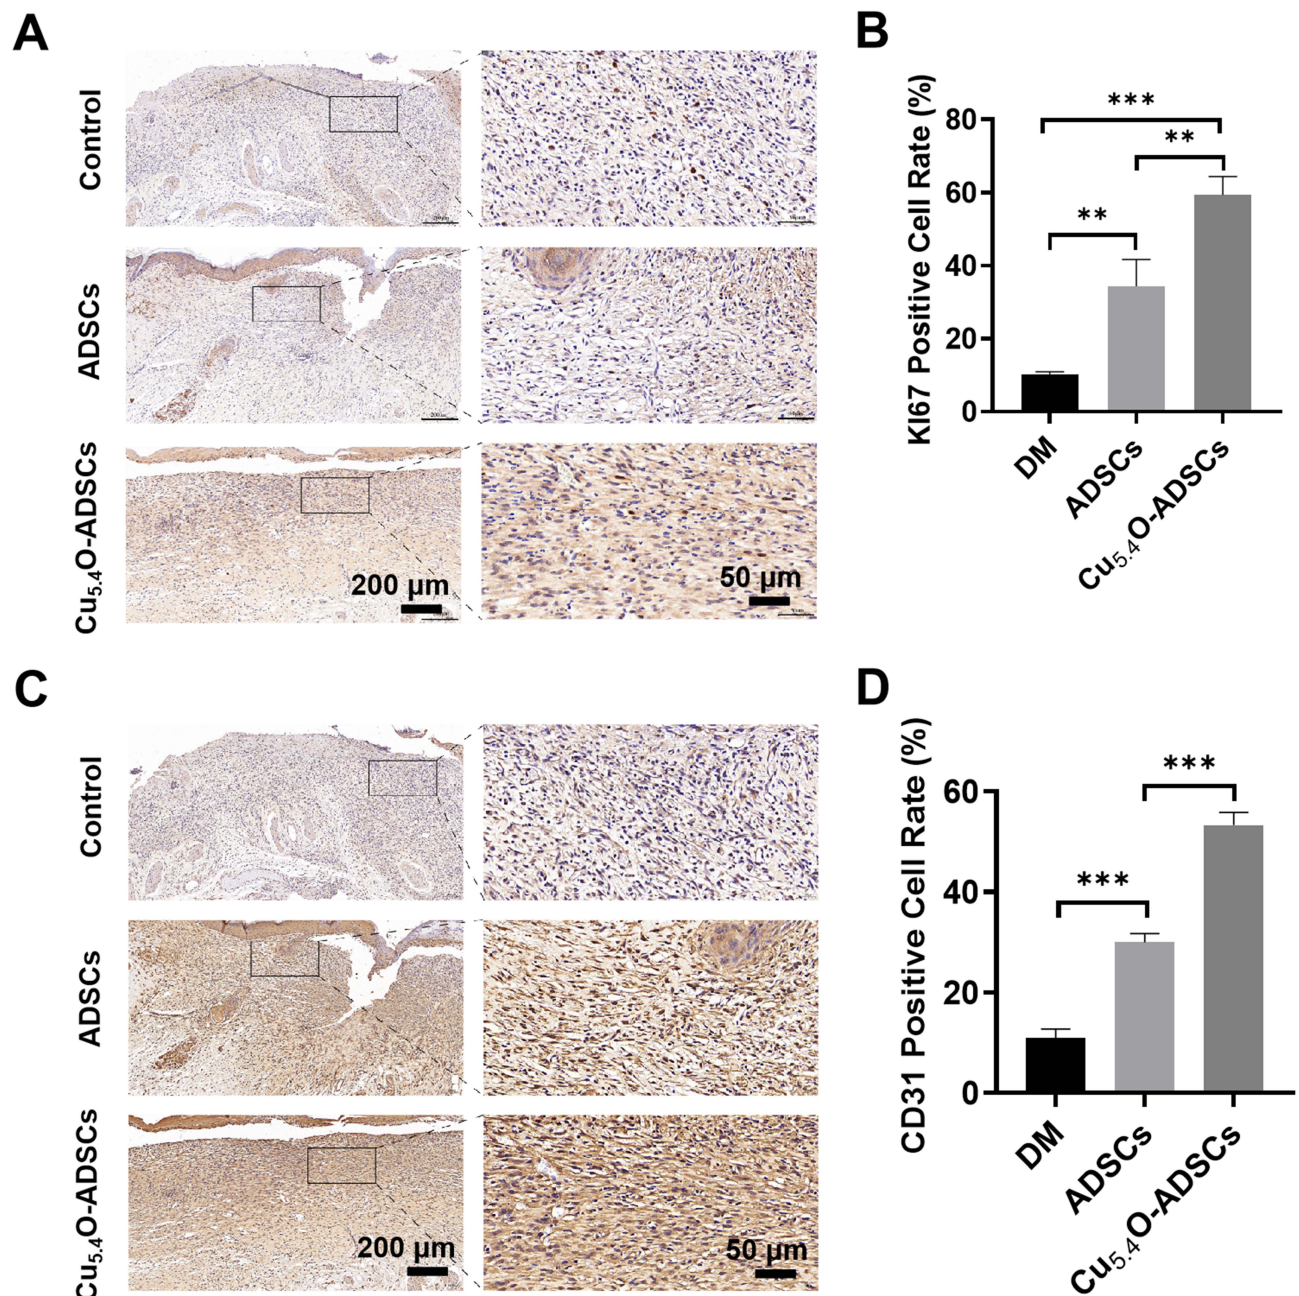 A
Control
ADSCs
Cu5.4O-ADSCs
200 μm
50 μm
B
KI67 Positive Cell Rate (%)
80
60
40
20
0
***
**
**
DM
ADSCs
Cu5.4O-ADSCs
C
Control
ADSCs
Cu5.4O-ADSCs
200 μm
50 μm
D
CD31 Positive Cell Rate (%)
60
40
20
0
***
***
DM
ADSCs
Cu5.4O-ADSCs